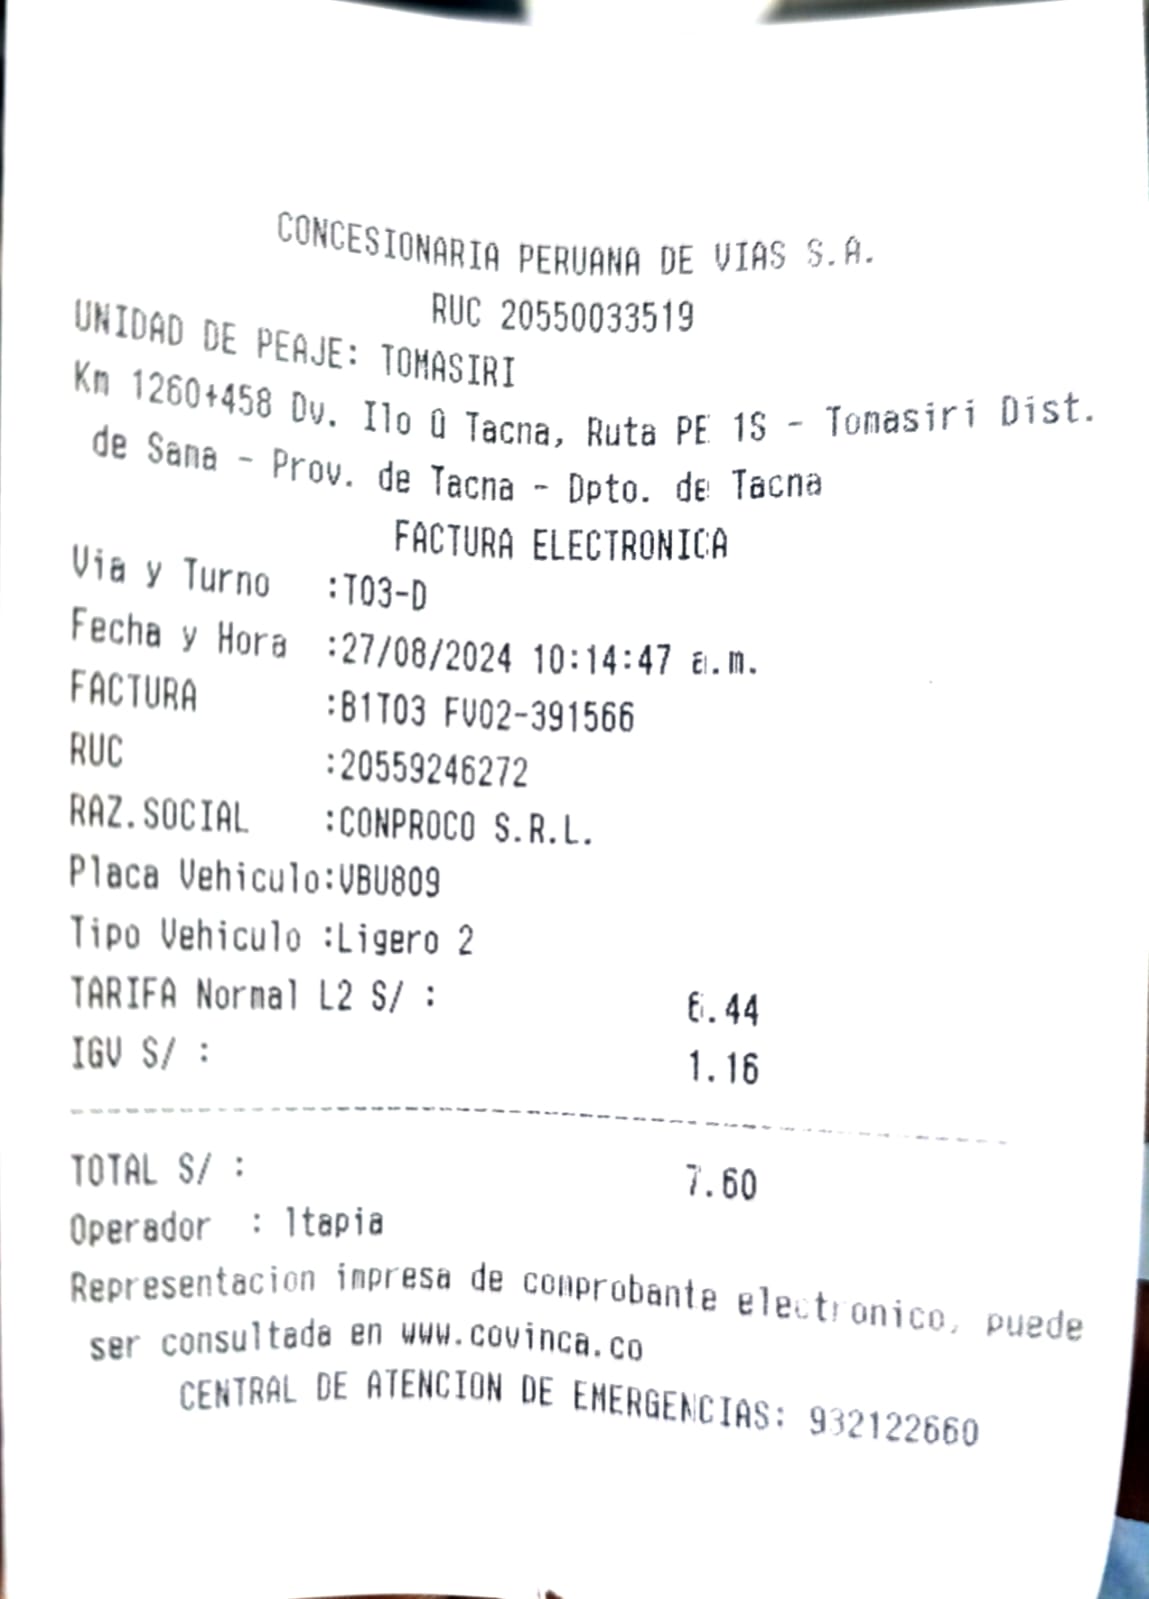 CONCESIONARIA PERUANA DE VIAS S.A.
RUC 20550033519
UNIDAD DE PEAJE: TOMASIRI
Km 1260+458 Dv. Ilo û Tacna, Ruta PE 1S - Tomasiri Dist.
de Sama - Prov. de Tacna - Dpto. de Tacna
FACTURA ELECTRONICA
Via y Turno :T03-D
Fecha y Hora :27/08/2024 10:14:47 a.m.
FACTURA :B1T03 FV02-391566
RUC :20559246272
RAZ.SOCIAL :CONPROCO S.R.L.
Placa Vehiculo:VBU809
Tipo Vehiculo :Ligero 2
TARIFA Normal L2 S/ : 6.44
IGV S/ : 1.16
TOTAL S/ : 7.60
Operador : ltapia
Representacion impresa de comprobante electronico, puede
ser consultada en www.covinca.co
CENTRAL DE ATENCION DE EMERGENCIAS: 932122660